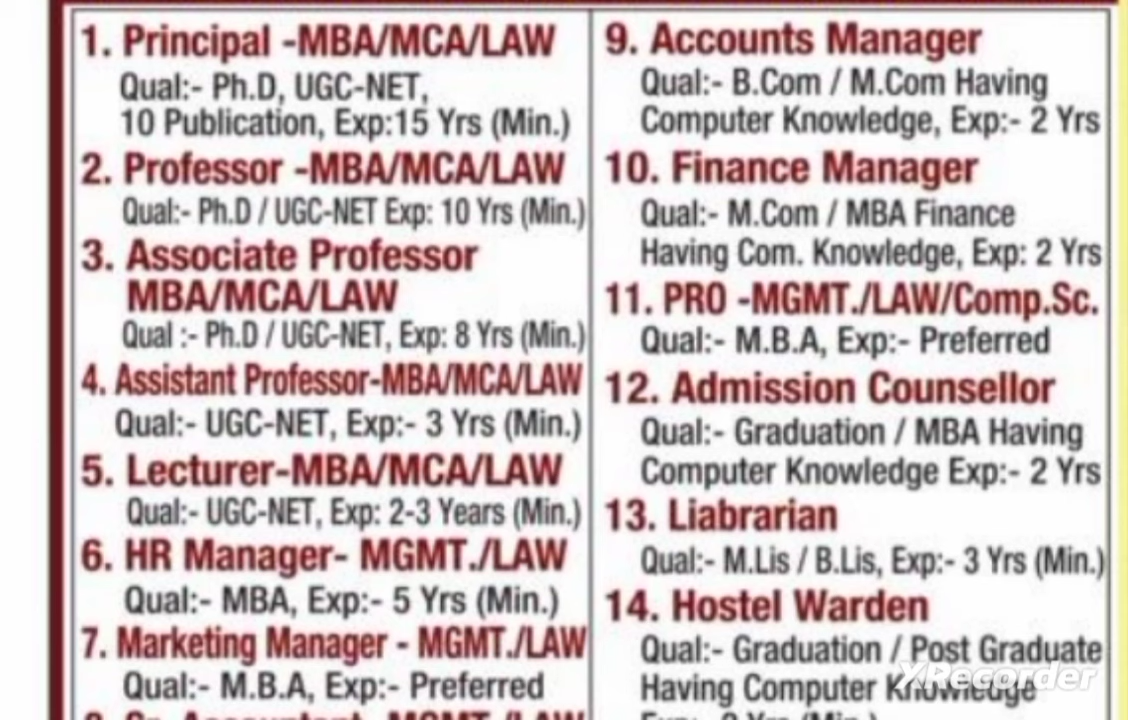 1. Principal -MBA/MCA/LAW
Qual:- Ph.D, UGC-NET,
10 Publication, Exp:15 Yrs (Min.)
2. Professor -MBA/MCA/LAW
Qual:- Ph.D / UGC-NET Exp: 10 Yrs (Min.)
3. Associate Professor
MBA/MCA/LAW
Qual :- Ph.D / UGC-NET, Exp: 8 Yrs (Min.)
4. Assistant Professor-MBA/MCA/LAW
Qual:- UGC-NET, Exp:- 3 Yrs (Min.)
5. Lecturer-MBA/MCA/LAW
Qual:- UGC-NET, Exp: 2-3 Years (Min.)
6. HR Manager- MGMT./LAW
Qual:- MBA, Exp:- 5 Yrs (Min.)
7. Marketing Manager - MGMT./LAW
Qual:- M.B.A, Exp:- Preferred
8. Sr. Accountant -MGMT./LAW
9. Accounts Manager
Qual:- B.Com / M.Com Having
Computer Knowledge, Exp:- 2 Yrs
10. Finance Manager
Qual:- M.Com / MBA Finance
Having Com. Knowledge, Exp: 2 Yrs
11. PRO -MGMT./LAW/Comp.Sc.
Qual:- M.B.A, Exp:- Preferred
12. Admission Counsellor
Qual:- Graduation / MBA Having
Computer Knowledge Exp:- 2 Yrs
13. Liabrarian
Qual:- M.Lis / B.Lis, Exp:- 3 Yrs (Min.)
14. Hostel Warden
Qual:- Graduation / Post Graduate
Having Computer Knowledge
XRecorder